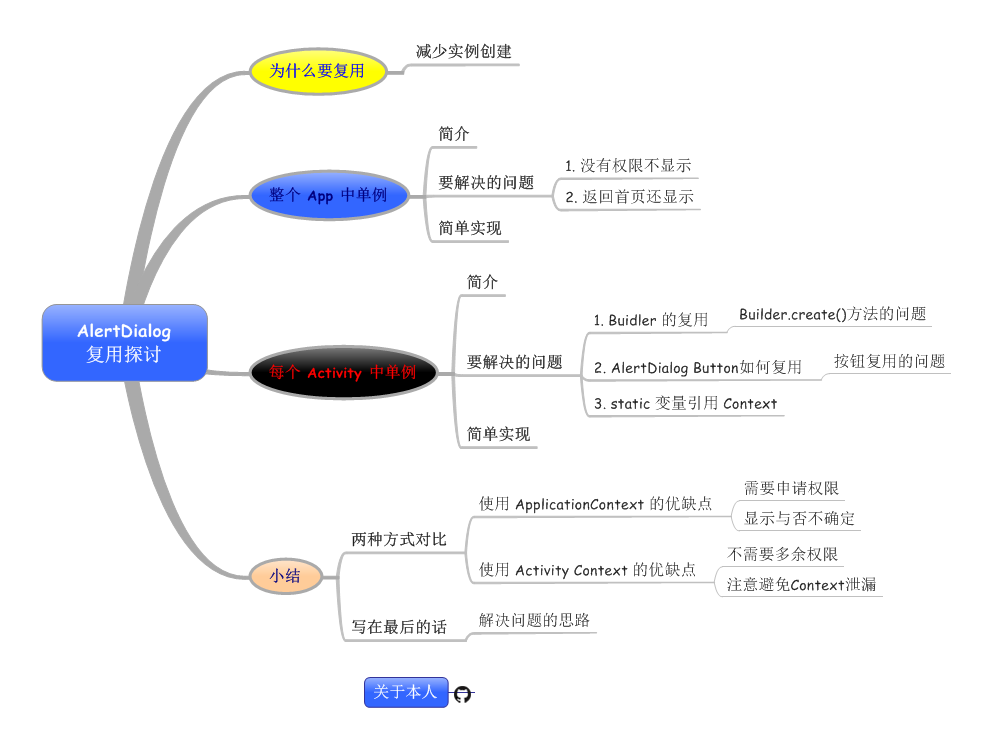 AlertDialog
复用探讨
为什么要复用
减少实例创建
整个 App 中单例
简介
要解决的问题
1. 没有权限不显示
2. 返回首页还显示
简单实现
每个 Activity 中单例
简介
要解决的问题
1. Buidler 的复用
Builder.create()方法的问题
2. AlertDialog Button如何复用
按钮复用的问题
3. static 变量引用 Context
简单实现
小结
两种方式对比
使用 ApplicationContext 的优缺点
需要申请权限
显示与否不确定
使用 Activity Context 的优缺点
不需要多余权限
注意避免Context泄漏
写在最后的话
解决问题的思路
关于本人